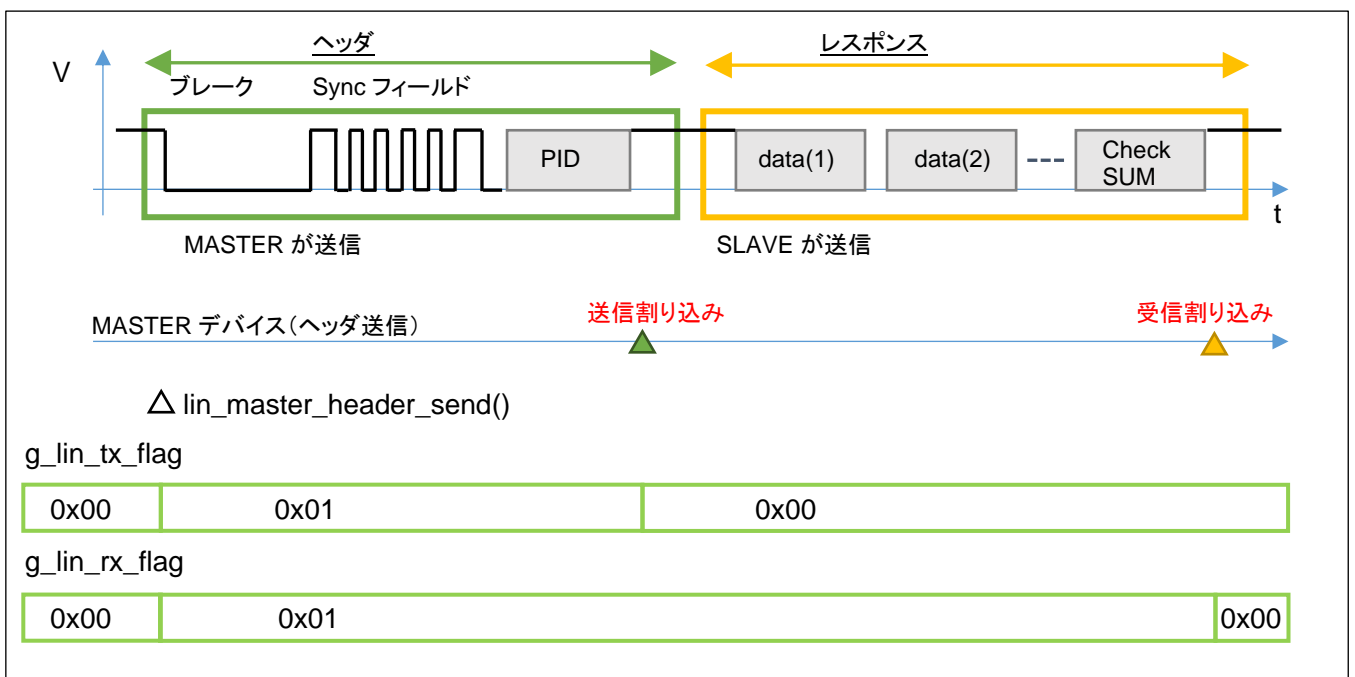 ヘッダ
レスポンス
V
ブレーク
Sync フィールド
PID
data(1)
data(2)
Check
SUM
t
MASTER が送信
SLAVE が送信
送信割り込み
受信割り込み
MASTER デバイス(ヘッダ送信)
lin_master_header_send()
g_lin_tx_flag
0x00
0x01
0x00
g_lin_rx_flag
0x00
0x01
0x00